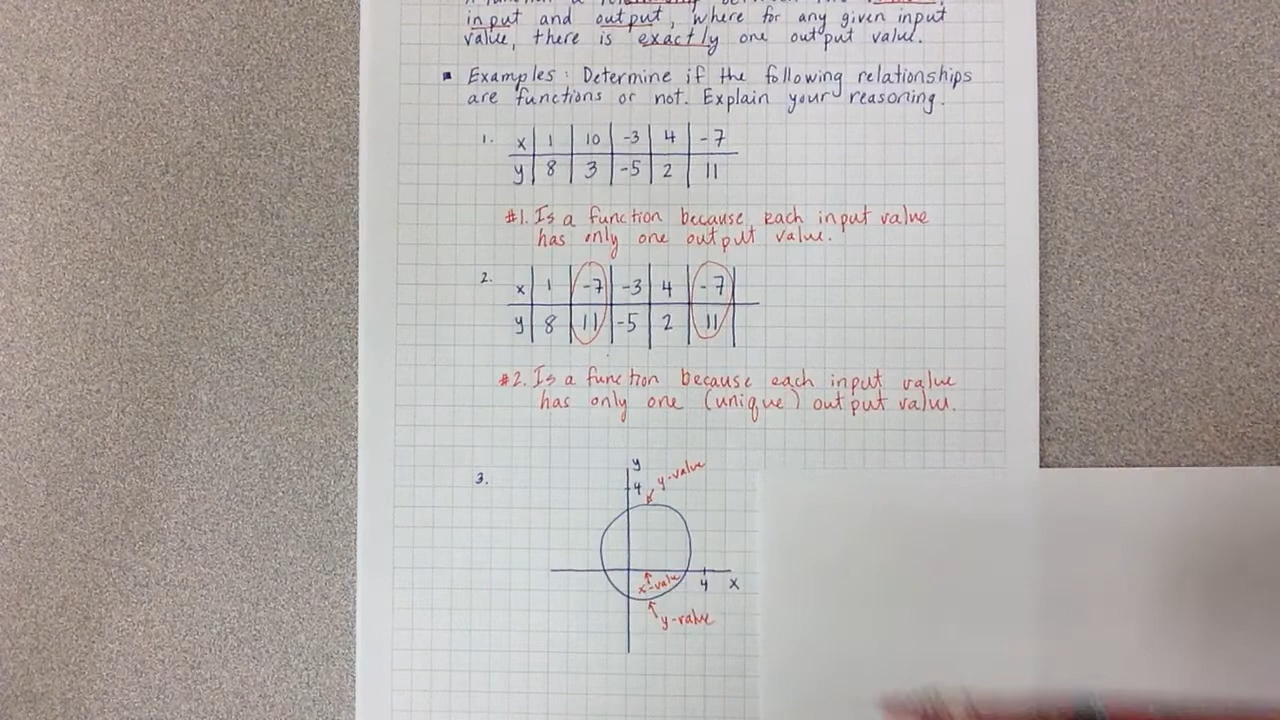 input and output, where for any given input
value, there is exactly one output value.
▪ Examples: Determine if the following relationships
are functions or not. Explain your reasoning.
1. x 1 10 -3 4 -7
y 8 3 -5 2 11
#1. Is a function because each input value
has only one output value.
2. x 1 -7 -3 4 -7
y 8 11 -5 2 11
#2. Is a function because each input value
has only one (unique) output value.
3. y
4 y-value
x-value
4 x
y-value